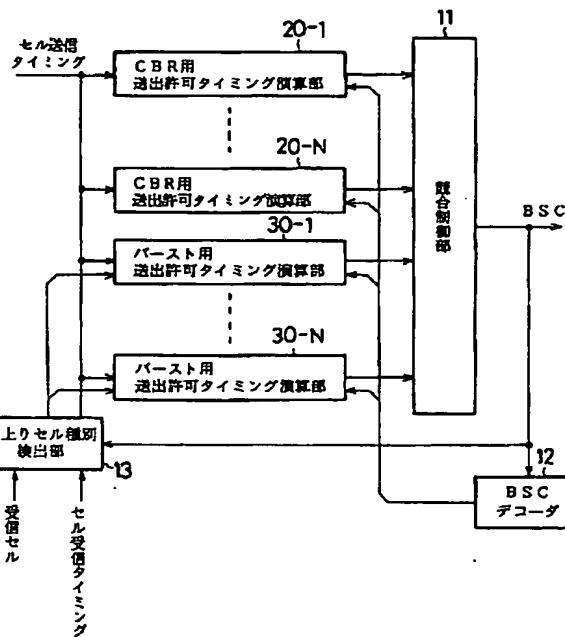 20-1
11
セル送信
タイミング
CBR用
送出許可タイミング演算部
20-N
CBR用
送出許可タイミング演算部
競合制御部
BSC
30-1
バースト用
送出許可タイミング演算部
30-N
バースト用
送出許可タイミング演算部
上りセル種別
検出部
13
12
BSC
デコーダ
受信セル
セル受信タイミング